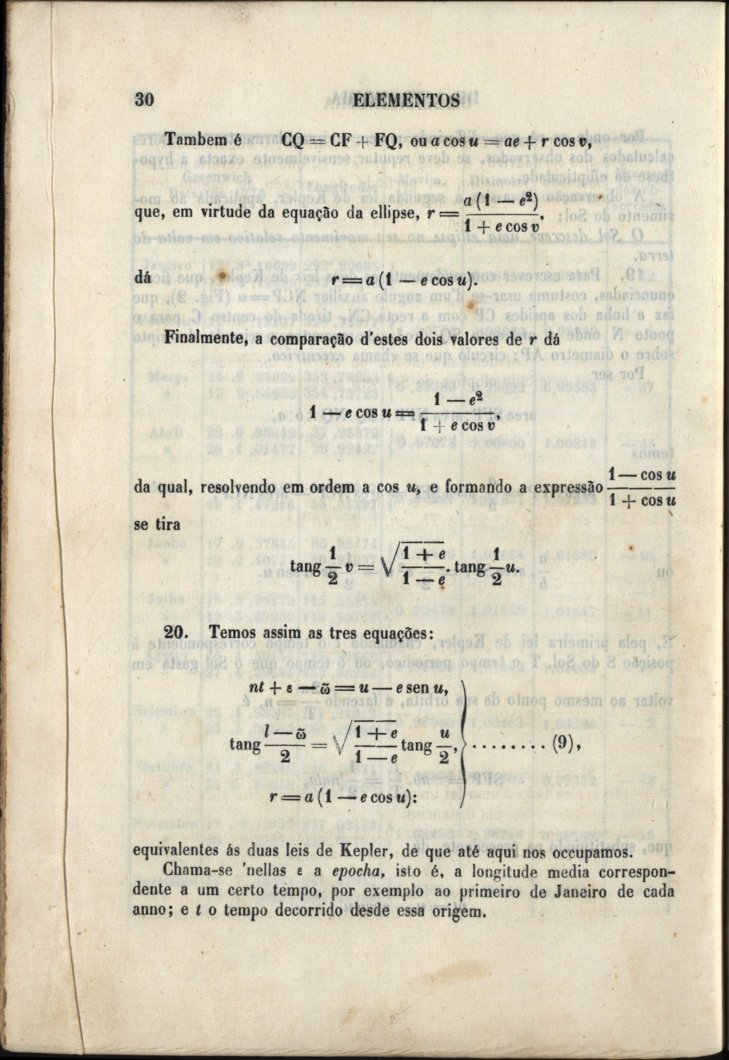 30 ELEMENTOS
Tambem é CQ = CF + FQ, ou a cos u = ae + r cos v,
que, em virtude da equação da ellipse, r = a (1 — e²) / 1 + e cos v,
dá r = a (1 — e cos u).
Finalmente, a comparação d'estes dois valores de r dá
1 — e cos u = 1 — e² / 1 + e cos v,
da qual, resolvendo em ordem a cos u, e formando a expressão 1 — cos u / 1 + cos u
se tira
tang 1/2 v = √ 1 + e / 1 — e . tang 1/2 u.
20. Temos assim as tres equações:
nt + ε — ω̃ = u — e sen u,
tang l — ω̃ / 2 = √ 1 + e / 1 — e tang u / 2, ........ (9),
r = a (1 — e cos u):
equivalentes ás duas leis de Kepler, de que até aqui nos occupamos.
Chama-se 'nellas ε a epocha, isto é, a longitude media correspon-
dente a um certo tempo, por exemplo ao primeiro de Janeiro de cada
anno; e t o tempo decorrido desde essa origem.